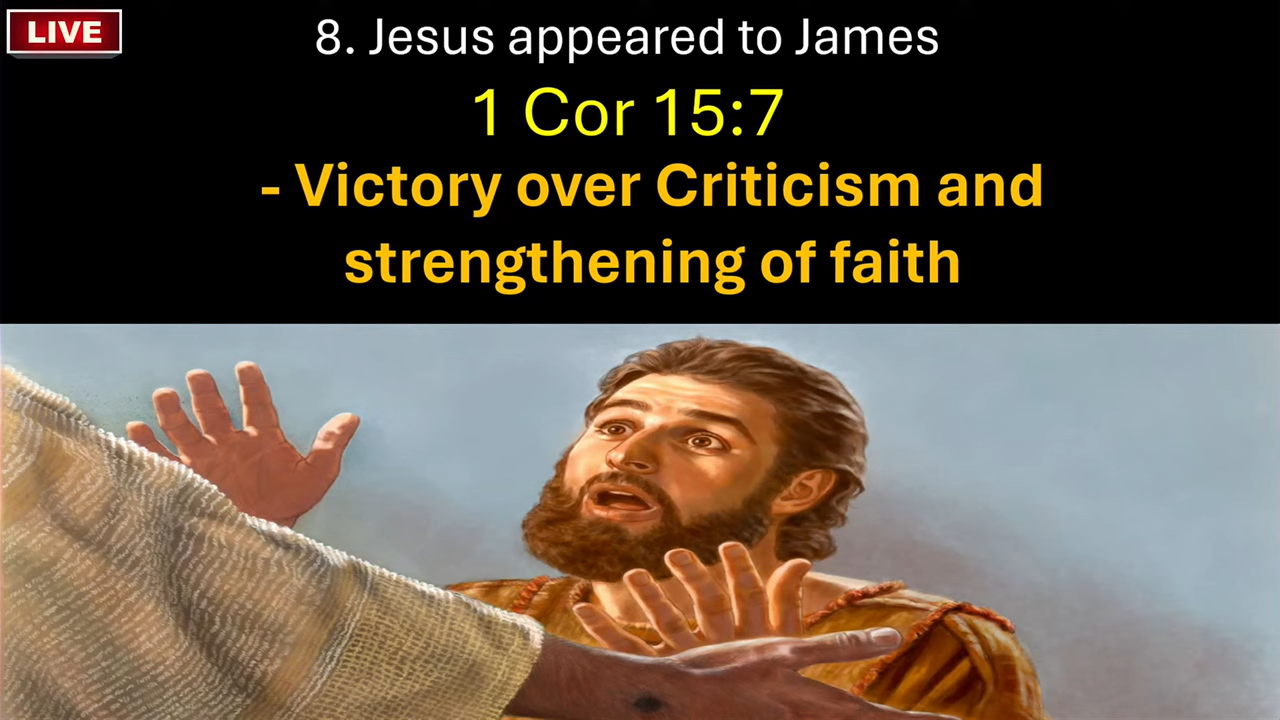 LIVE
8. Jesus appeared to James
1 Cor 15:7
- Victory over Criticism and
strengthening of faith